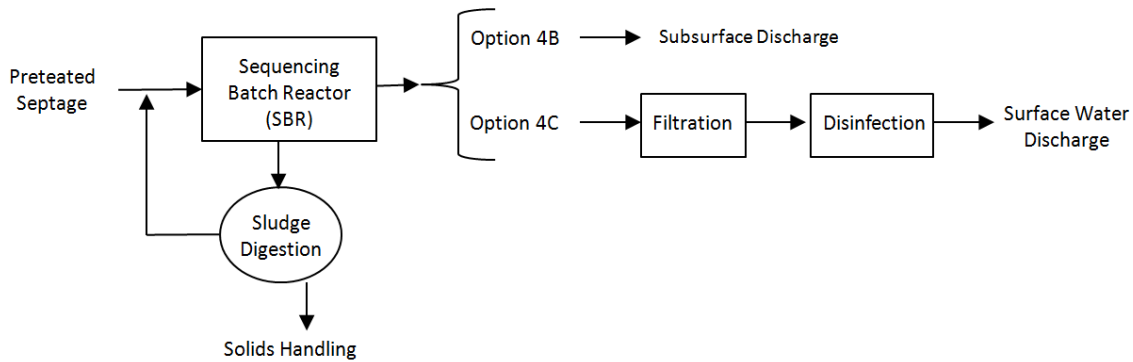 Preteated
Septage
Sequencing
Batch Reactor
(SBR)
Option 4B
Subsurface Discharge
Option 4C
Filtration
Disinfection
Surface Water
Discharge
Sludge
Digestion
Solids Handling